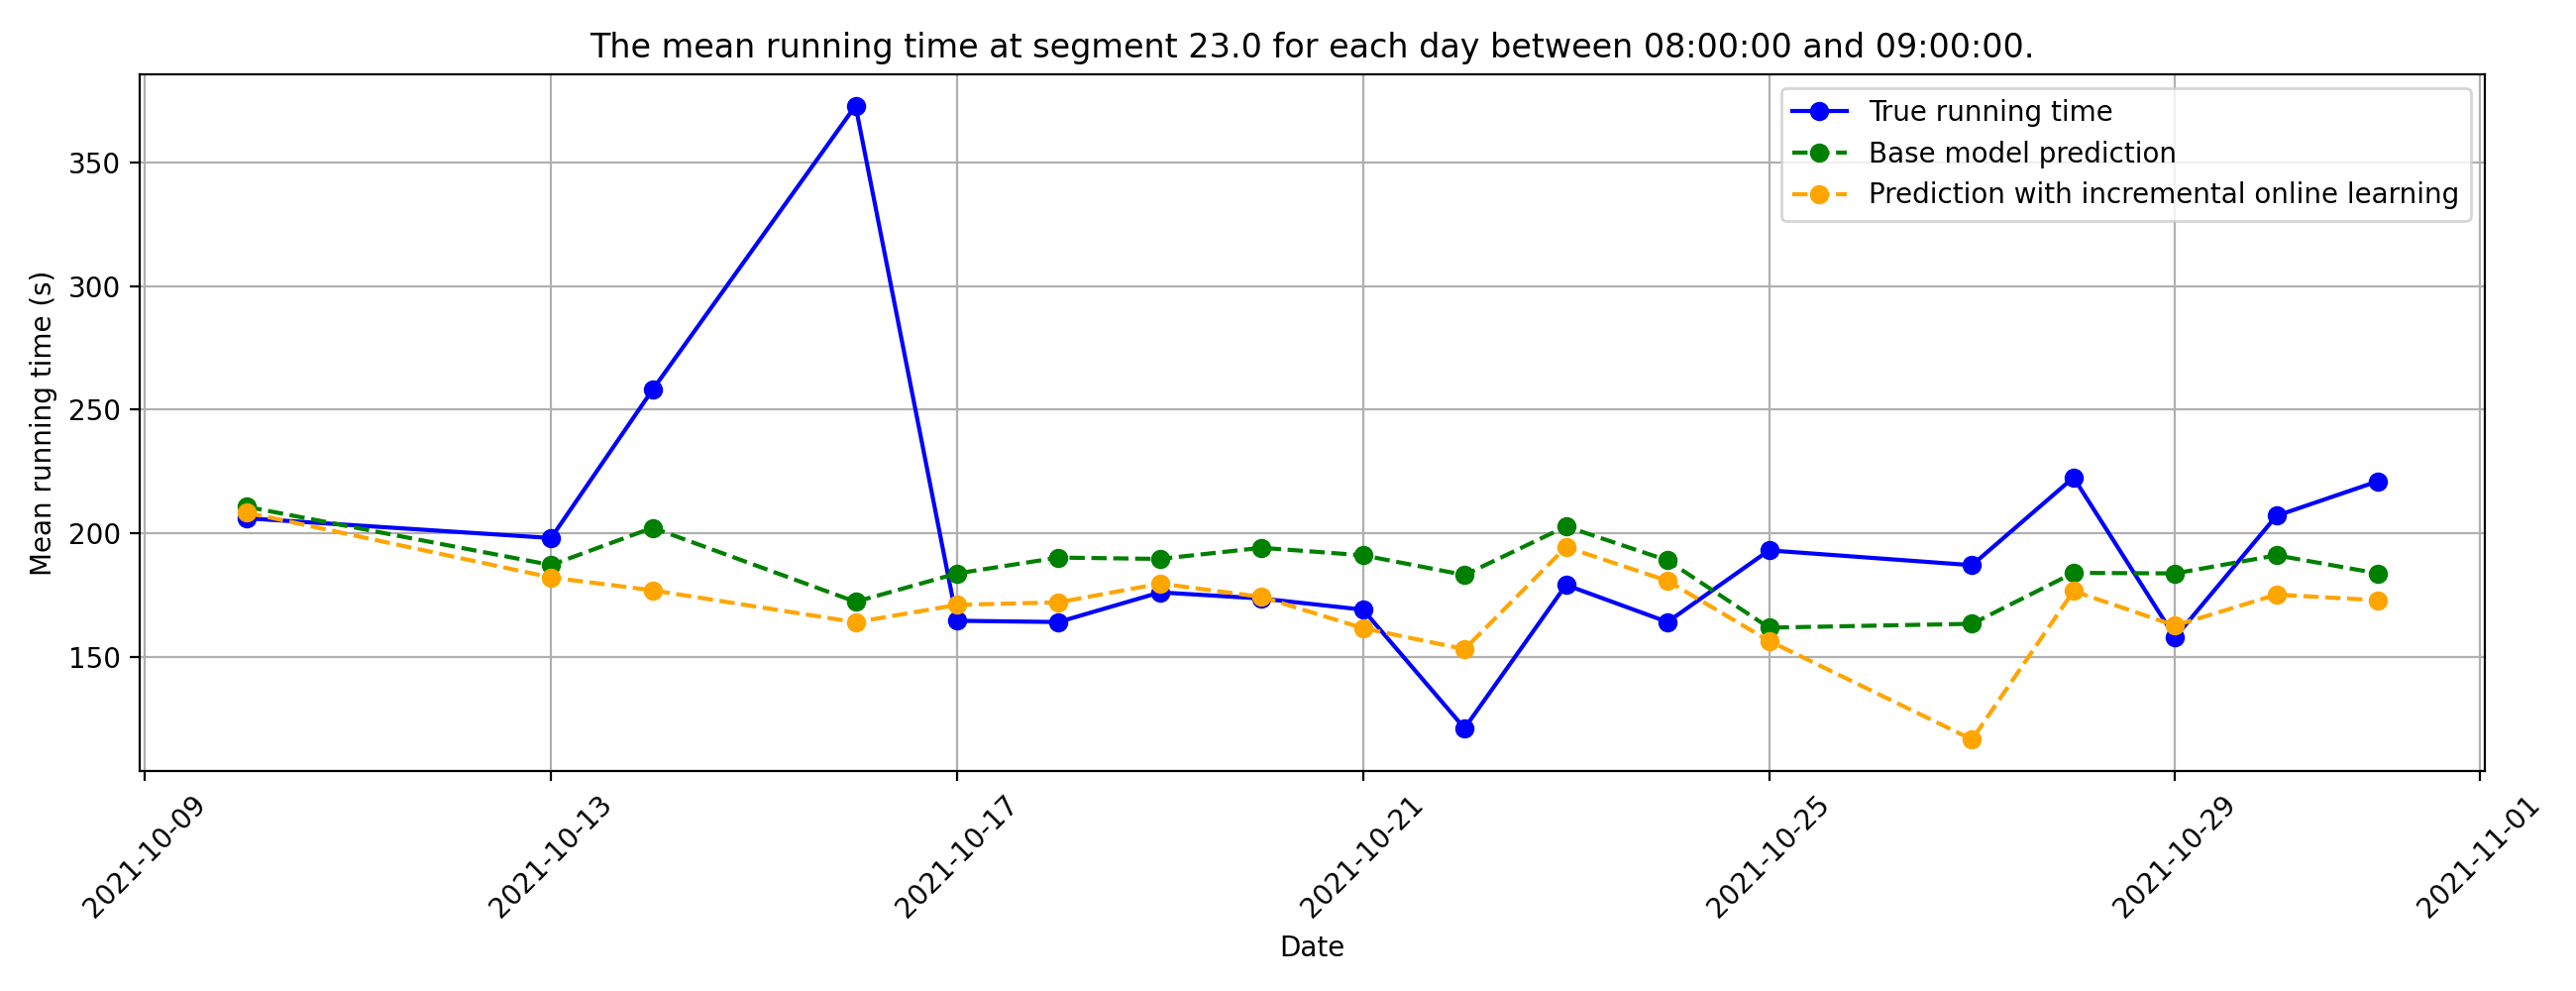 The mean running time at segment 23.0 for each day between 08:00:00 and 09:00:00.
True running time
Base model prediction
Prediction with incremental online learning
Mean running time (s)
350
300
250
200
150
2021-10-09
2021-10-13
2021-10-17
2021-10-21
2021-10-25
2021-10-29
2021-11-01
Date